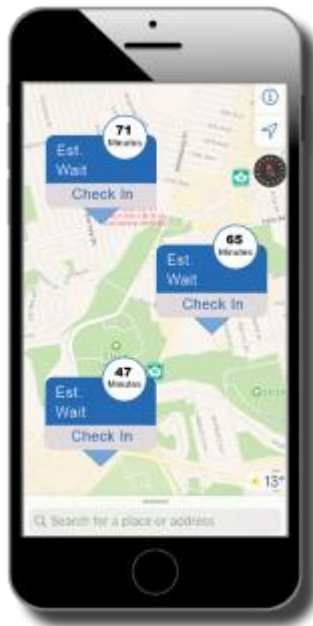 71
Minutes
Est.
Wait
Check In
65
Minutes
Est.
Wait
Check In
47
Minutes
Est.
Wait
Check In
13°
Search for a place or address